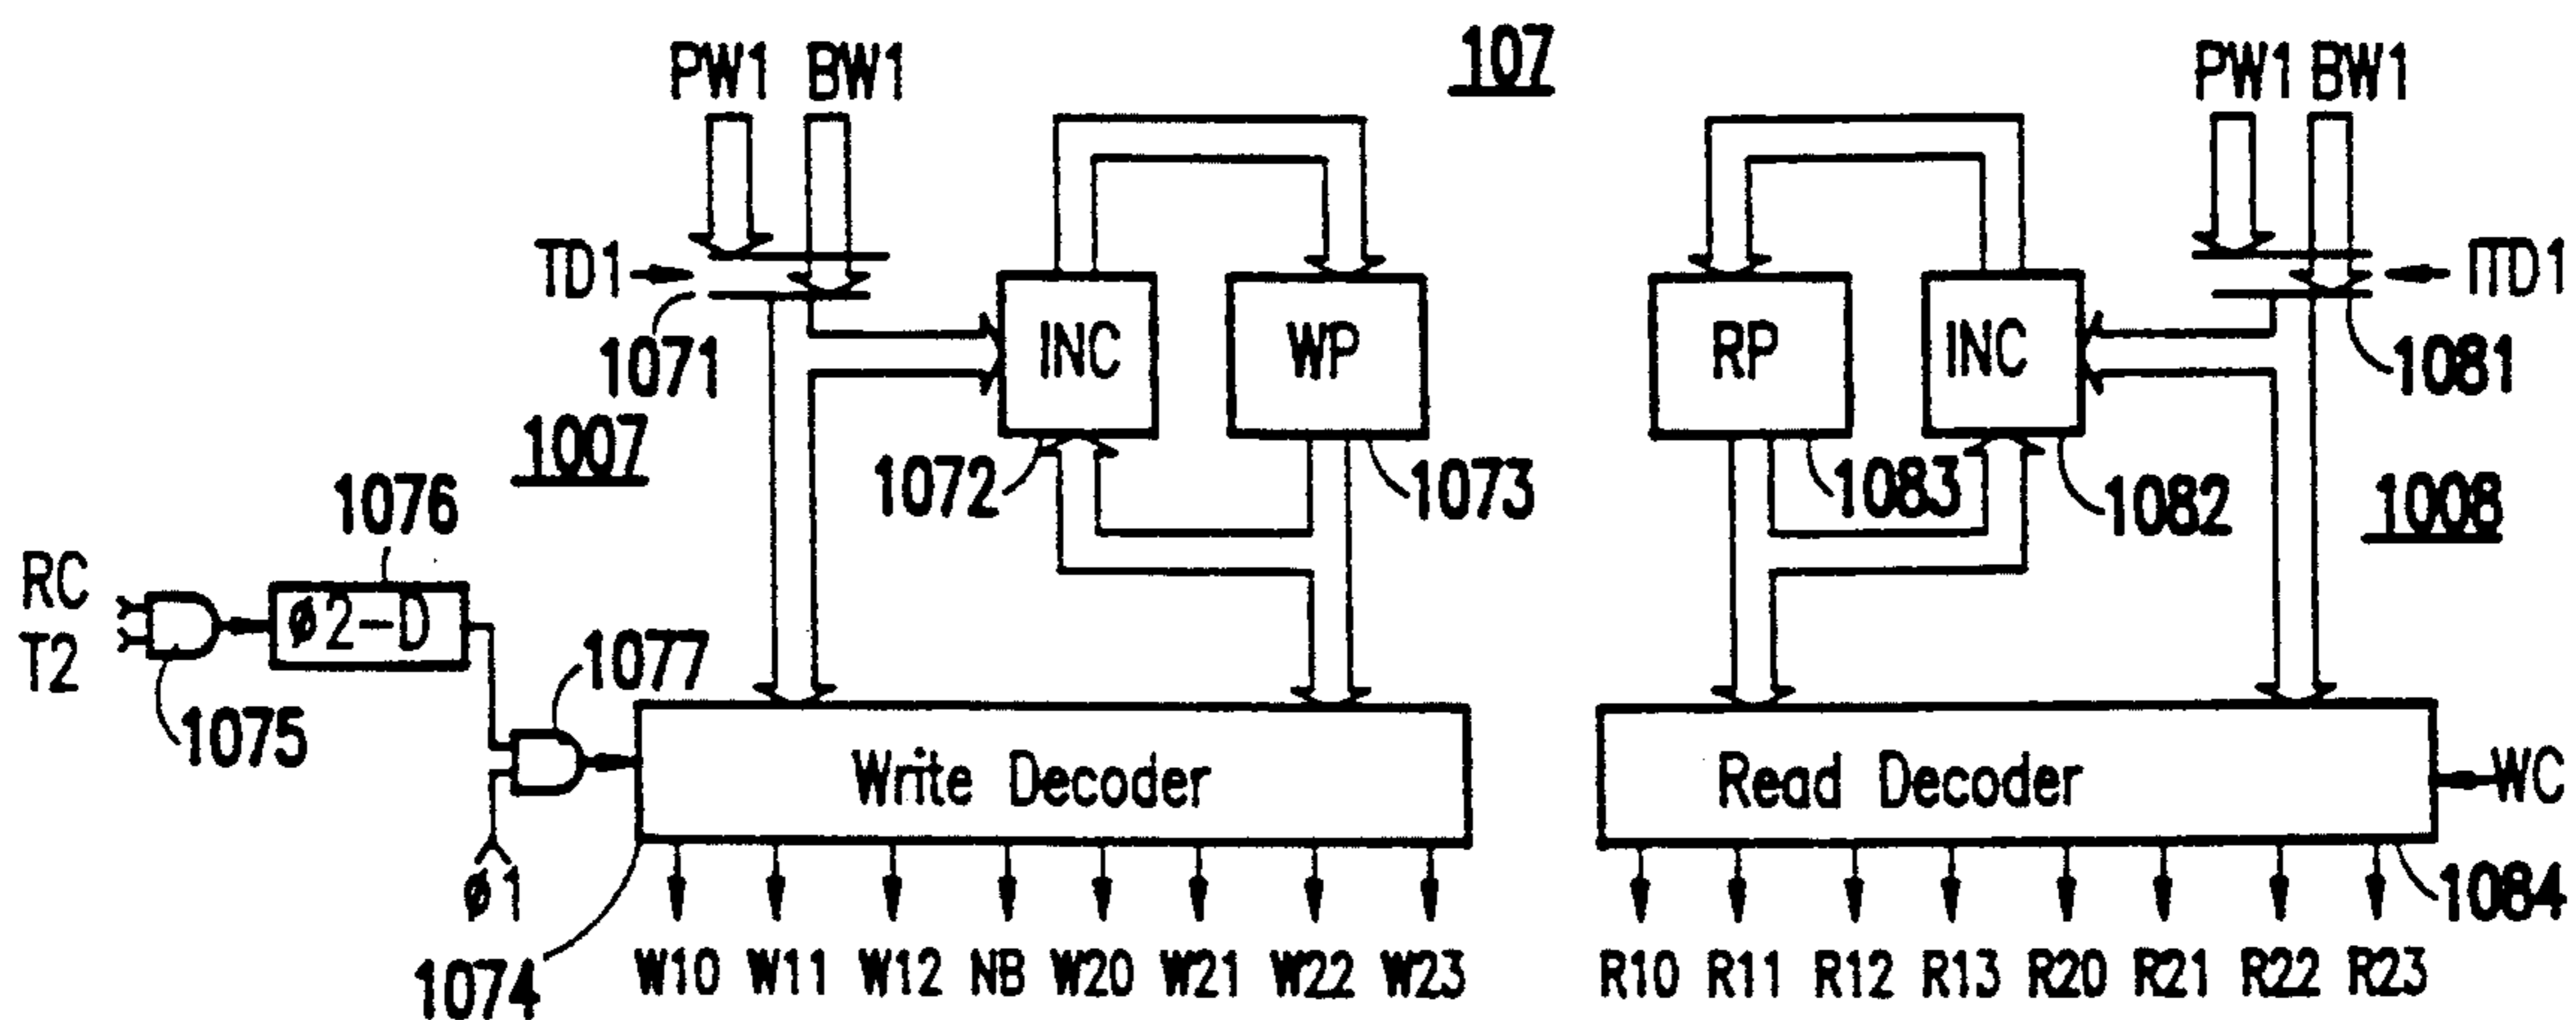 107
PW1 BW1
PW1 BW1
TD1
ITD1
1071
INC
WP
RP
INC
1081
1007
1072
1073
1083
1082
1008
1076
RC
T2
ø2-D
1075
1077
Write Decoder
Read Decoder
WC
ø1
1074
1084
W10 W11 W12 NB W20 W21 W22 W23
R10 R11 R12 R13 R20 R21 R22 R23